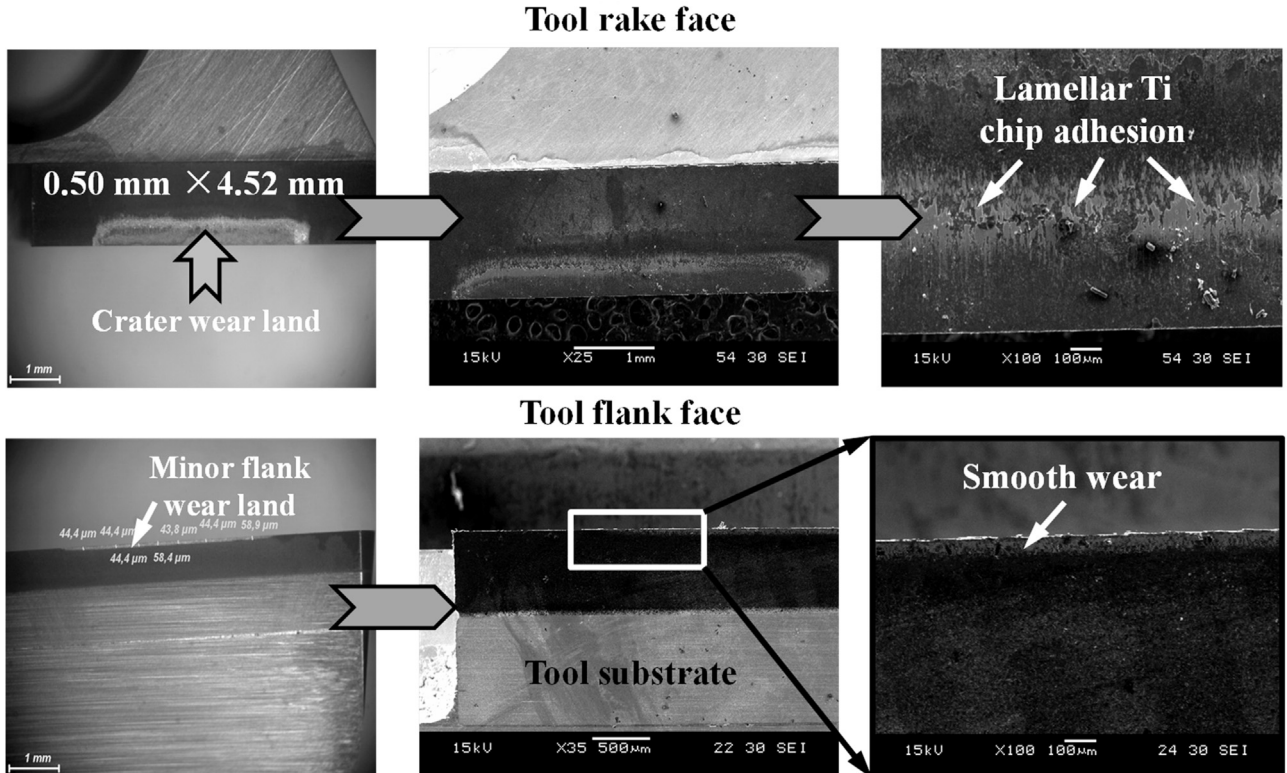 Tool rake face
0.50 mm ×4.52 mm
Crater wear land
1 mm
15kV X25 1mm 54 30 SEI
Lamellar Ti
chip adhesion
15kV X100 100μm 54 30 SEI
Tool flank face
Minor flank
wear land
44,4 μm 44,4 μm 43,8 μm 44,4 μm 58,9 μm
44,4 μm 58,4 μm
1 mm
Tool substrate
15kV X35 500μm 22 30 SEI
Smooth wear
15kV X100 100μm 24 30 SEI